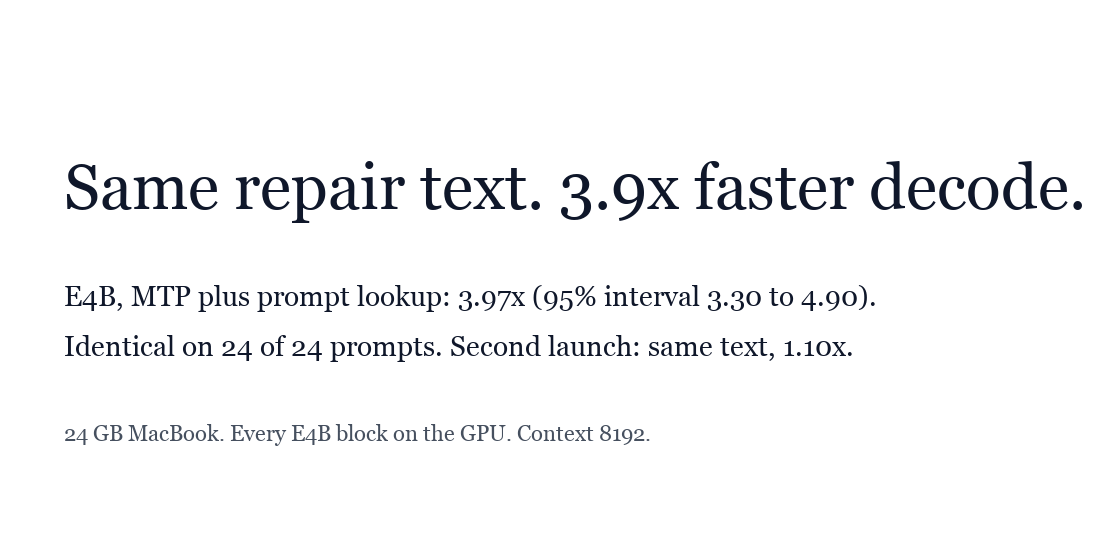 Same repair text. 3.9x faster decode.
E4B, MTP plus prompt lookup: 3.97x (95% interval 3.30 to 4.90).
Identical on 24 of 24 prompts. Second launch: same text, 1.10x.
24 GB MacBook. Every E4B block on the GPU. Context 8192.